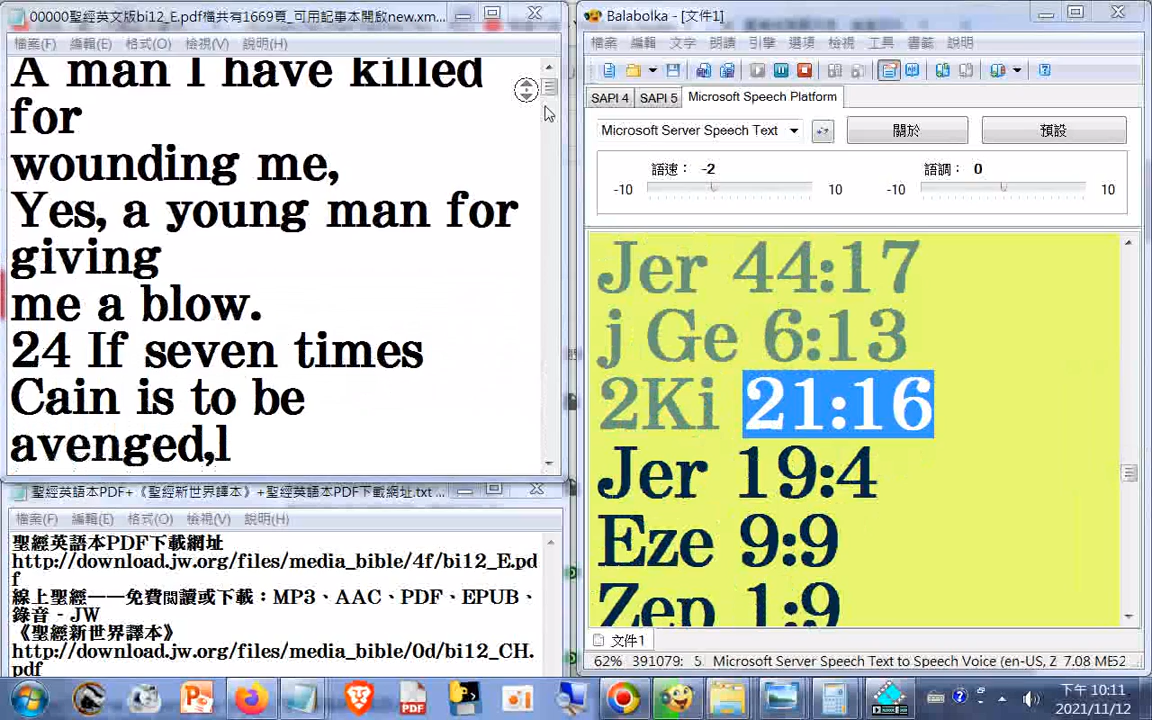 00000聖經英文版bi12_E.pdf檔共有1669頁_可用記事本開啟new.xm...
檔案(F) 編輯(E) 格式(O) 檢視(V) 說明(H)
A man I have killed
for
wounding me,
Yes, a young man for
giving
me a blow.
24 If seven times
Cain is to be
avenged,l
聖經英語本PDF+《聖經新世界譯本》+聖經英語本PDF下載網址.txt ...
檔案(F) 編輯(E) 格式(O) 檢視(V) 說明(H)
聖經英語本PDF下載網址
http://download.jw.org/files/media_bible/4f/bi12_E.pd
f
線上聖經——免費閱讀或下載：MP3、AAC、PDF、EPUB、
錄音 - JW
《聖經新世界譯本》
http://download.jw.org/files/media_bible/0d/bi12_CH.
pdf
Balabolka - [文件1]
檔案 編輯 文字 朗讀 引擎 選項 檢視 工具 書籤 說明
SAPI 4 SAPI 5 Microsoft Speech Platform
Microsoft Server Speech Text 關於 預設
語速： -2 語調： 0
-10 10 -10 10
Jer 44:17
j Ge 6:13
2Ki 21:16
Jer 19:4
Eze 9:9
Zep 1:9
文件1
62% 391079: 5 Microsoft Server Speech Text to Speech Voice (en-US, Z 7.08 MB
下午 10:11
2021/11/12